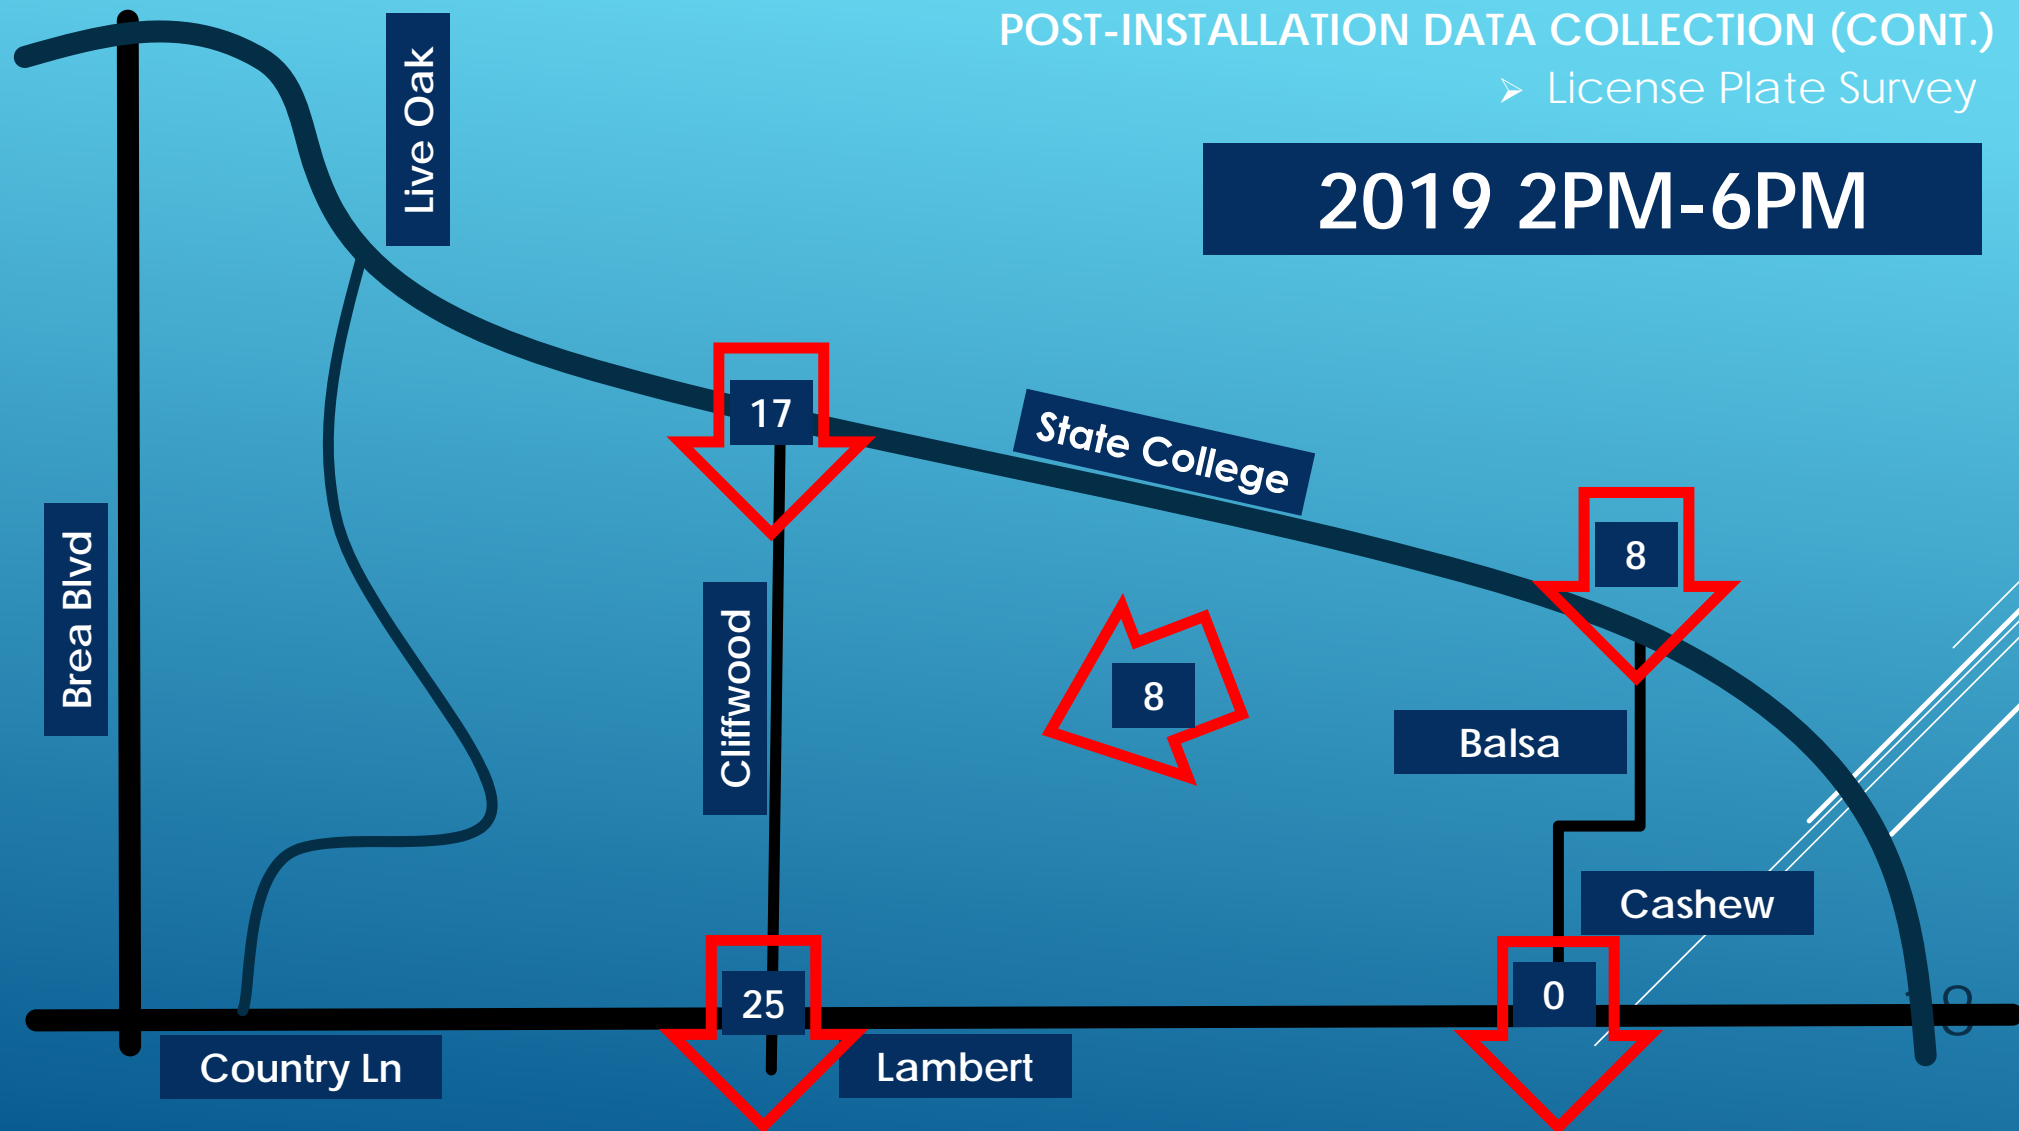 POST-INSTALLATION DATA COLLECTION (CONT.)
➢ License Plate Survey
2019 2PM-6PM
Live Oak
17
State College
8
Brea Blvd
Cliffwood
8
Balsa
Cashew
25
0
Country Ln
Lambert